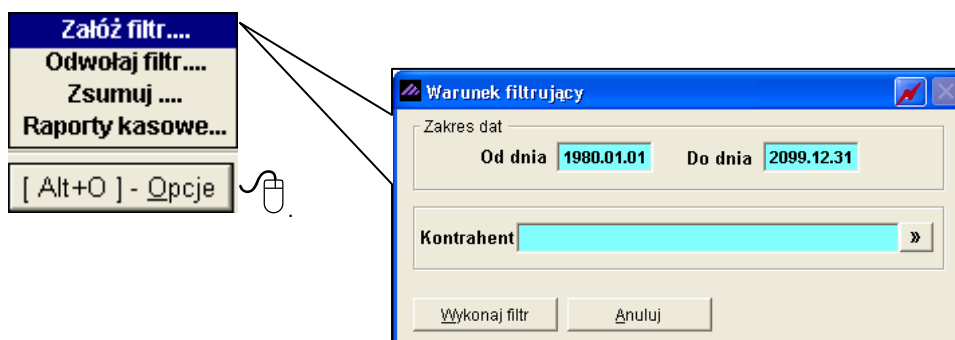 Załóż filtr....
Odwołaj filtr....
Zsumuj ....
Raporty kasowe...
[ Alt+O ] - Opcje
.
Warunek filtrujący
Zakres dat
Od dnia 1980.01.01 Do dnia 2099.12.31
Kontrahent »
Wykonaj filtr Anuluj